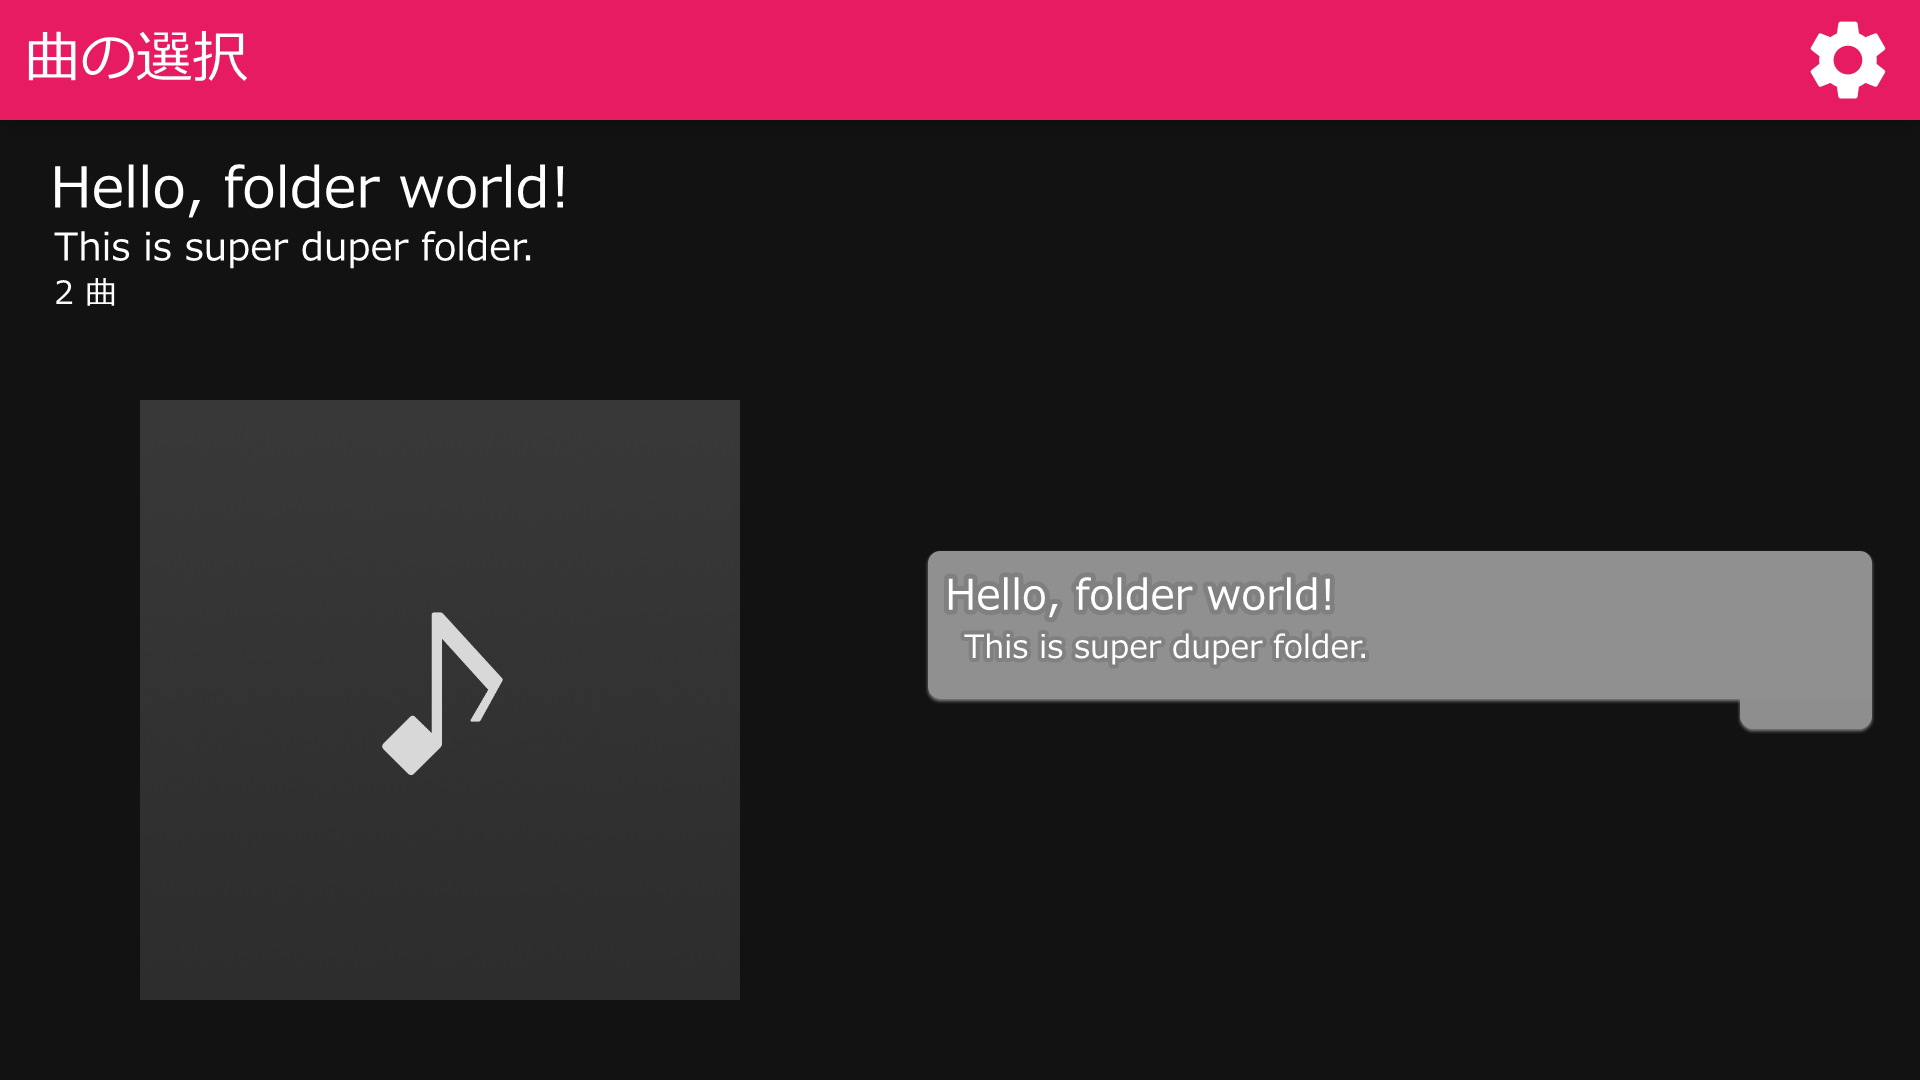 曲の選択
Hello, folder world!
This is super duper folder.
2 曲
Hello, folder world!
This is super duper folder.